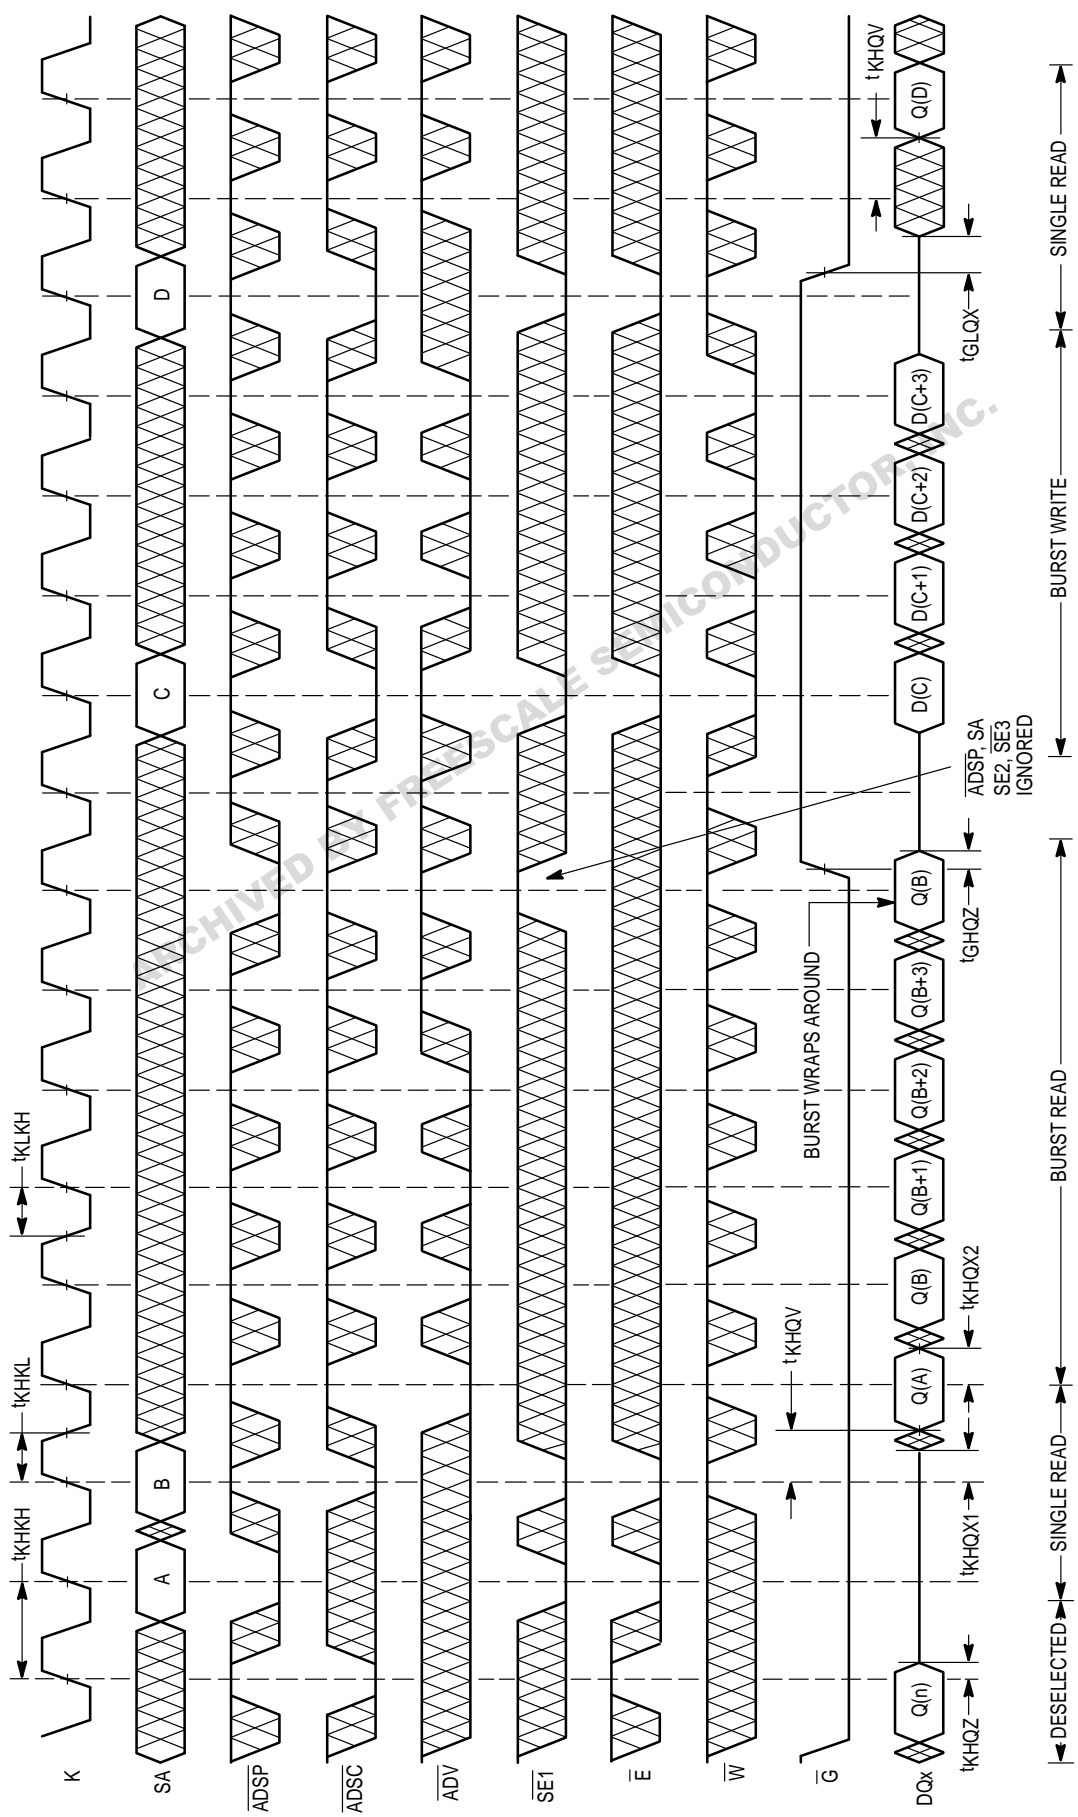 K
SA
ADSP
ADSC
ADV
SE1
E
W
G
DQx
tKHKH
tKHKL
tKLKH
A
B
C
D
tKHQV
BURST WRAPS AROUND
tKHQV
Q(n)
Q(A)
Q(B)
Q(B+1)
Q(B+2)
Q(B+3)
Q(B)
D(C)
D(C+1)
D(C+2)
D(C+3)
Q(D)
tKHQZ
tKHQX1
tKHQX2
tGHQZ
ADSP, SA
SE2, SE3
IGNORED
tGLQX
DESELECTED
SINGLE READ
BURST READ
BURST WRITE
SINGLE READ
ARCHIVED BY FREESCALE SEMICONDUCTOR, INC.